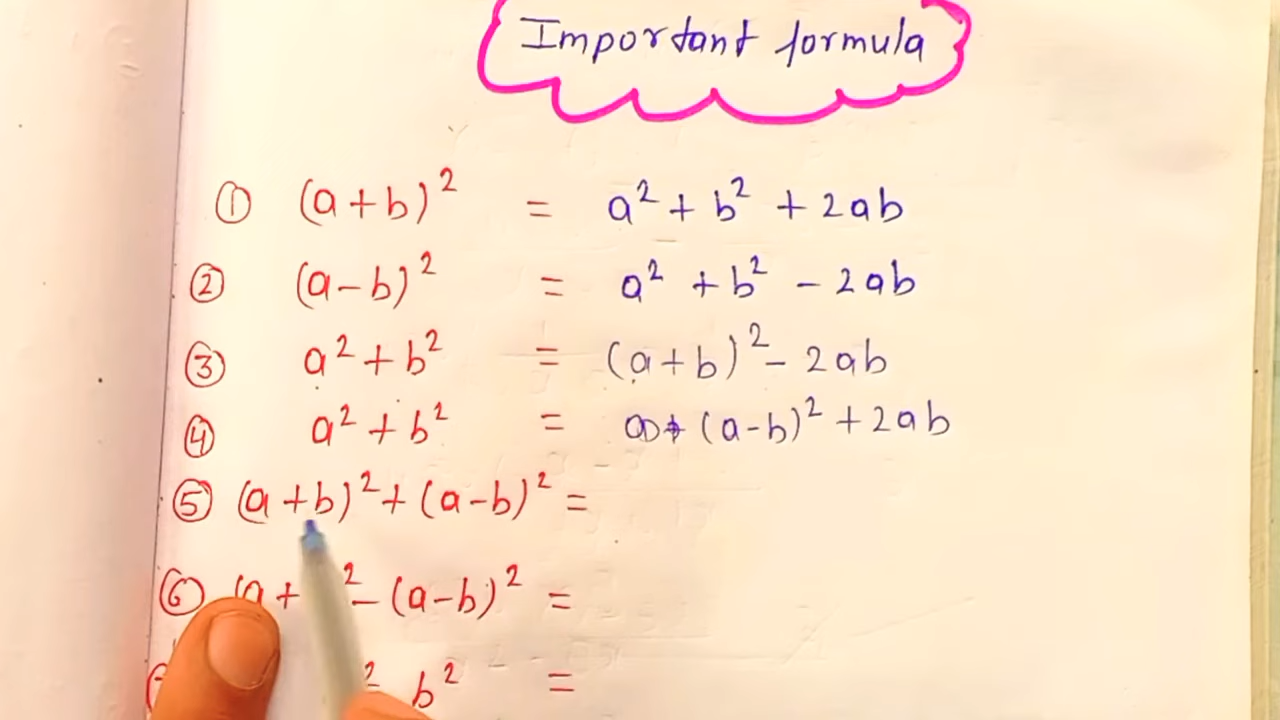 Important formula
① (a+b)² = a² + b² + 2ab
② (a-b)² = a² + b² - 2ab
③ a² + b² = (a+b)² - 2ab
④ a² + b² = (a-b)² + 2ab
⑤ (a+b)² + (a-b)² =
⑥ (a+ ² - (a-b)² =
² b² =